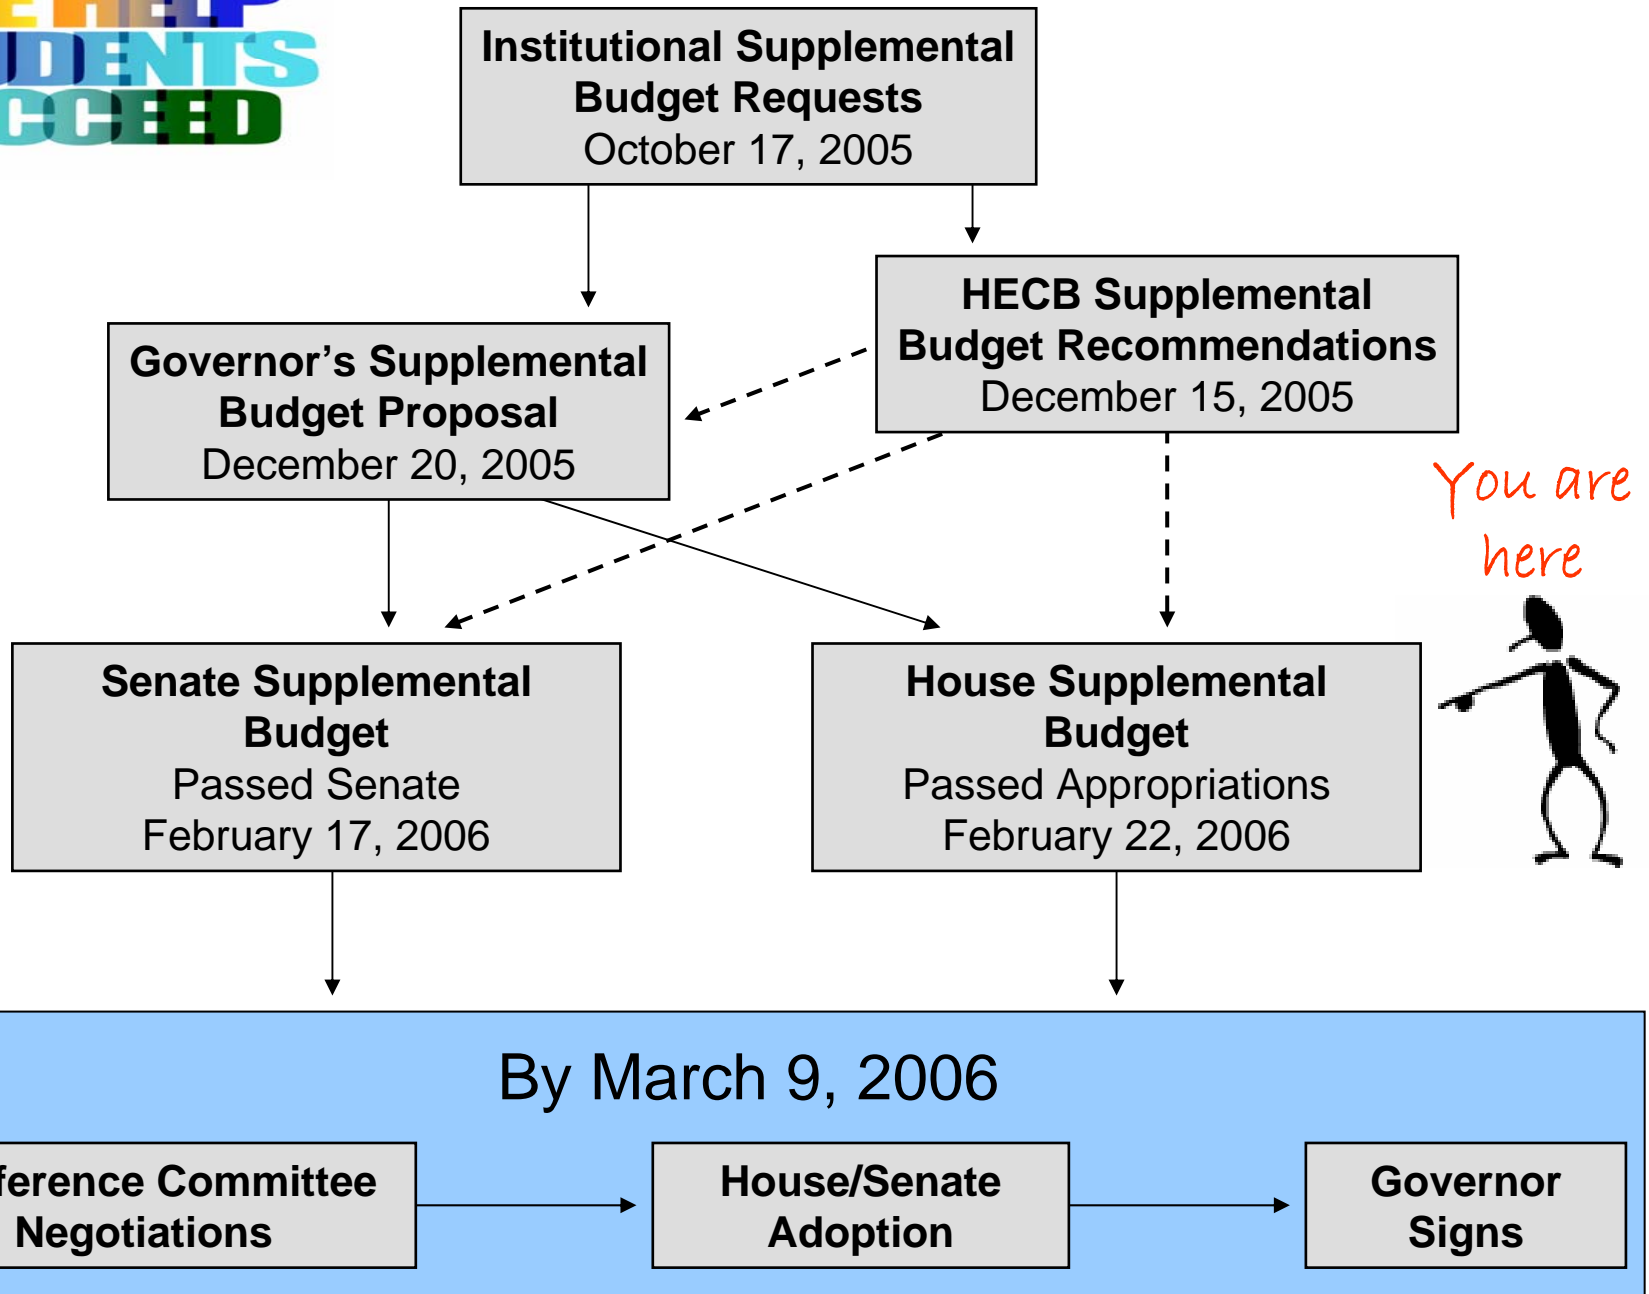 HELP
Institutional Supplemental
Budget Requests
October 17, 2005
HECB Supplemental
Budget Recommendations
December 15, 2005
Governor’s Supplemental
Budget Proposal
December 20, 2005
You are
here
Senate Supplemental
Budget
Passed Senate
February 17, 2006
House Supplemental
Budget
Passed Appropriations
February 22, 2006
By March 9, 2006
ference Committee
Negotiations
House/Senate
Adoption
Governor
Signs